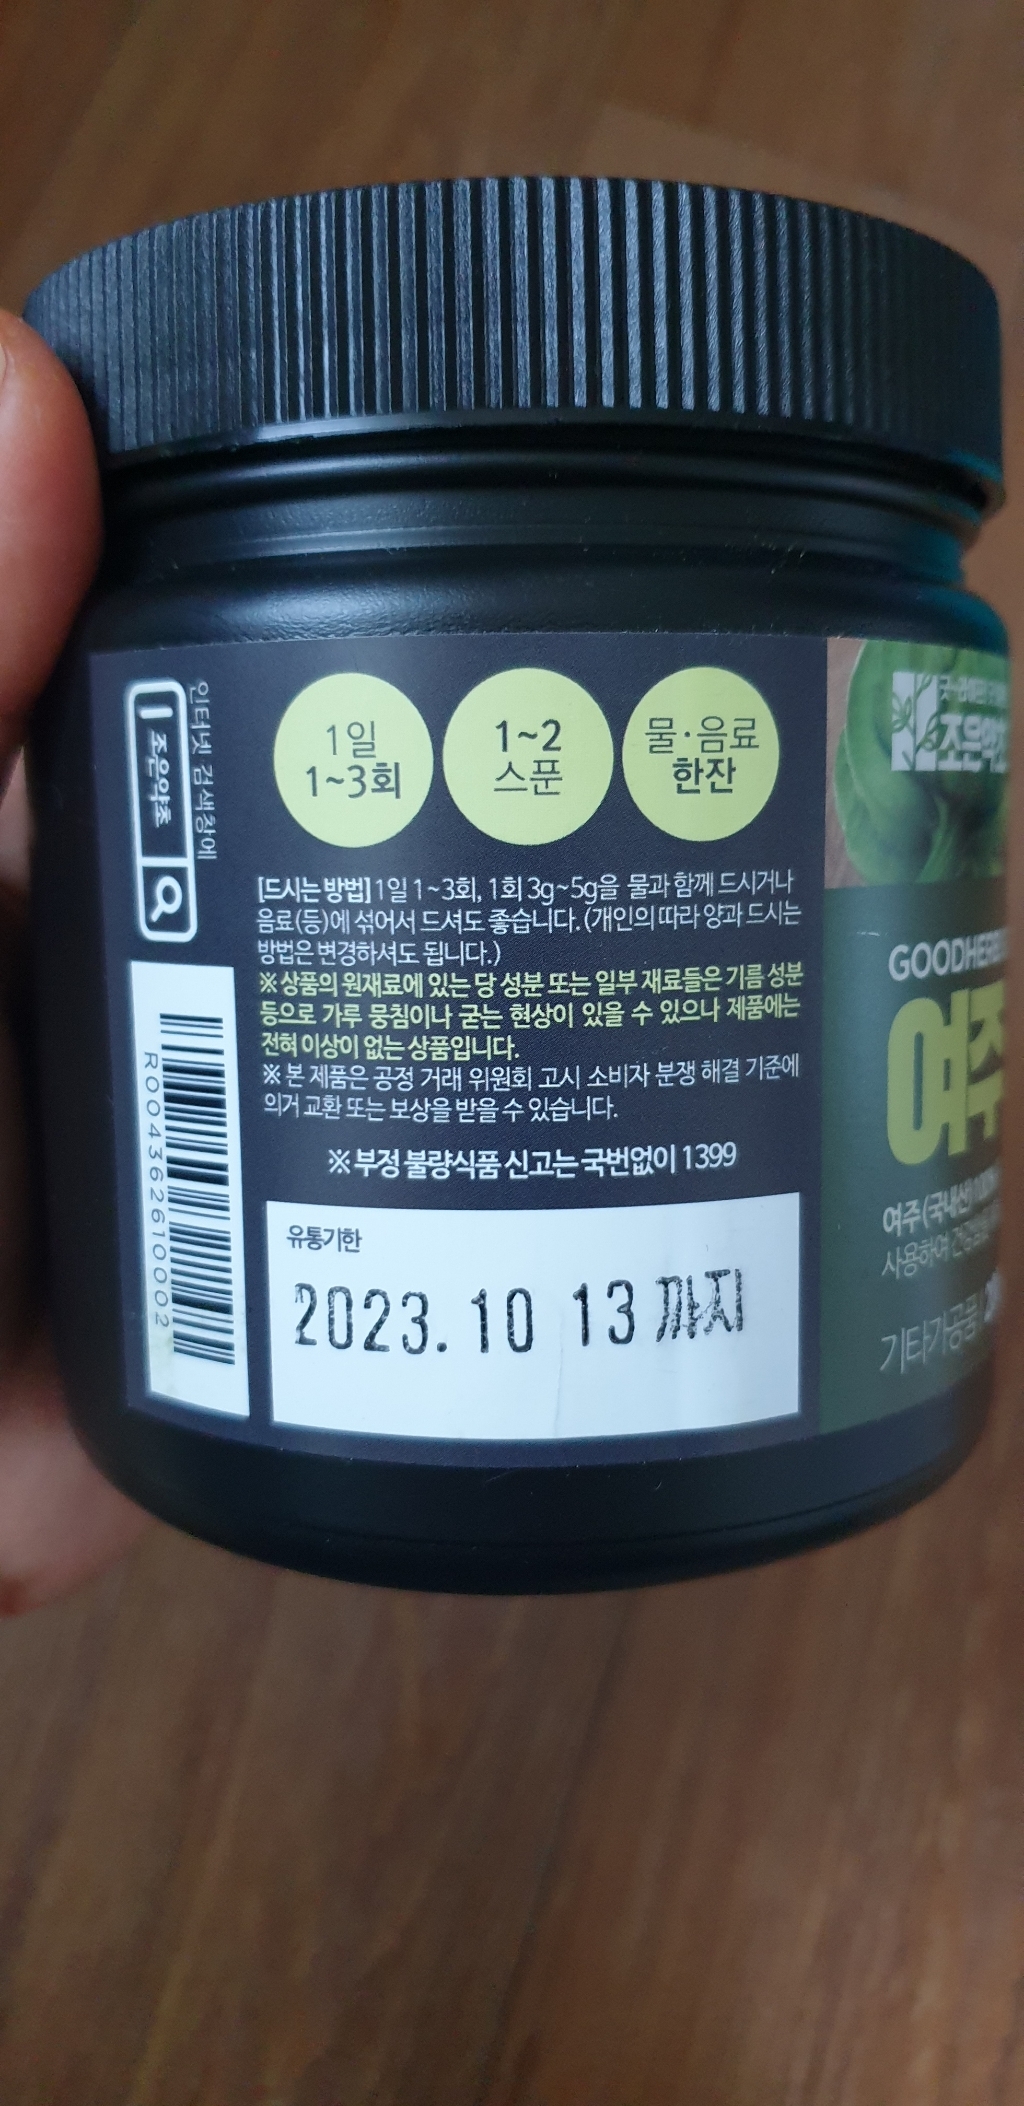 인터넷 검색창에
조은약초
R00436261 0002
1일
1~3회
1~2
스푼
물·음료
한잔
[드시는 방법] 1일 1~3회, 1회 3g~5g을 물과 함께 드시거나
음료(등)에 섞어서 드셔도 좋습니다. (개인의 따라 양과 드시는
방법은 변경하셔도 됩니다.)
※상품의 원재료에 있는 당 성분 또는 일부 재료들은 기름 성분
등으로 가루 뭉침이나 굳는 현상이 있을 수 있으나 제품에는
전혀 이상이 없는 상품입니다.
※ 본 제품은 공정 거래 위원회 고시 소비자 분쟁 해결 기준에
의거 교환 또는 보상을 받을 수 있습니다.
※부정 불량식품 신고는 국번없이 1399
유통기한
2023.10 13 까지
조은약초
GOODHERB
여주
여주(국내산)
사용하여
기타가공품